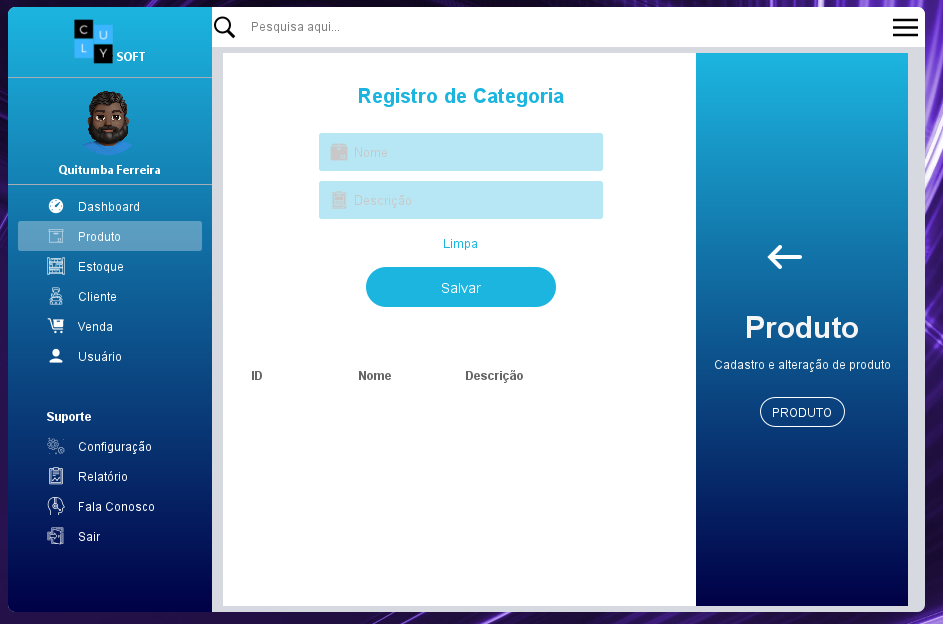 C
U
L
Y
SOFT
Quitumba Ferreira
Dashboard
Produto
Estoque
Cliente
Venda
Usuário
Suporte
Configuração
Relatório
Fala Conosco
Sair
Pesquisa aqui...
Registro de Categoria
Nome
Descrição
Limpa
Salvar
ID Nome Descrição
Produto
Cadastro e alteração de produto
PRODUTO